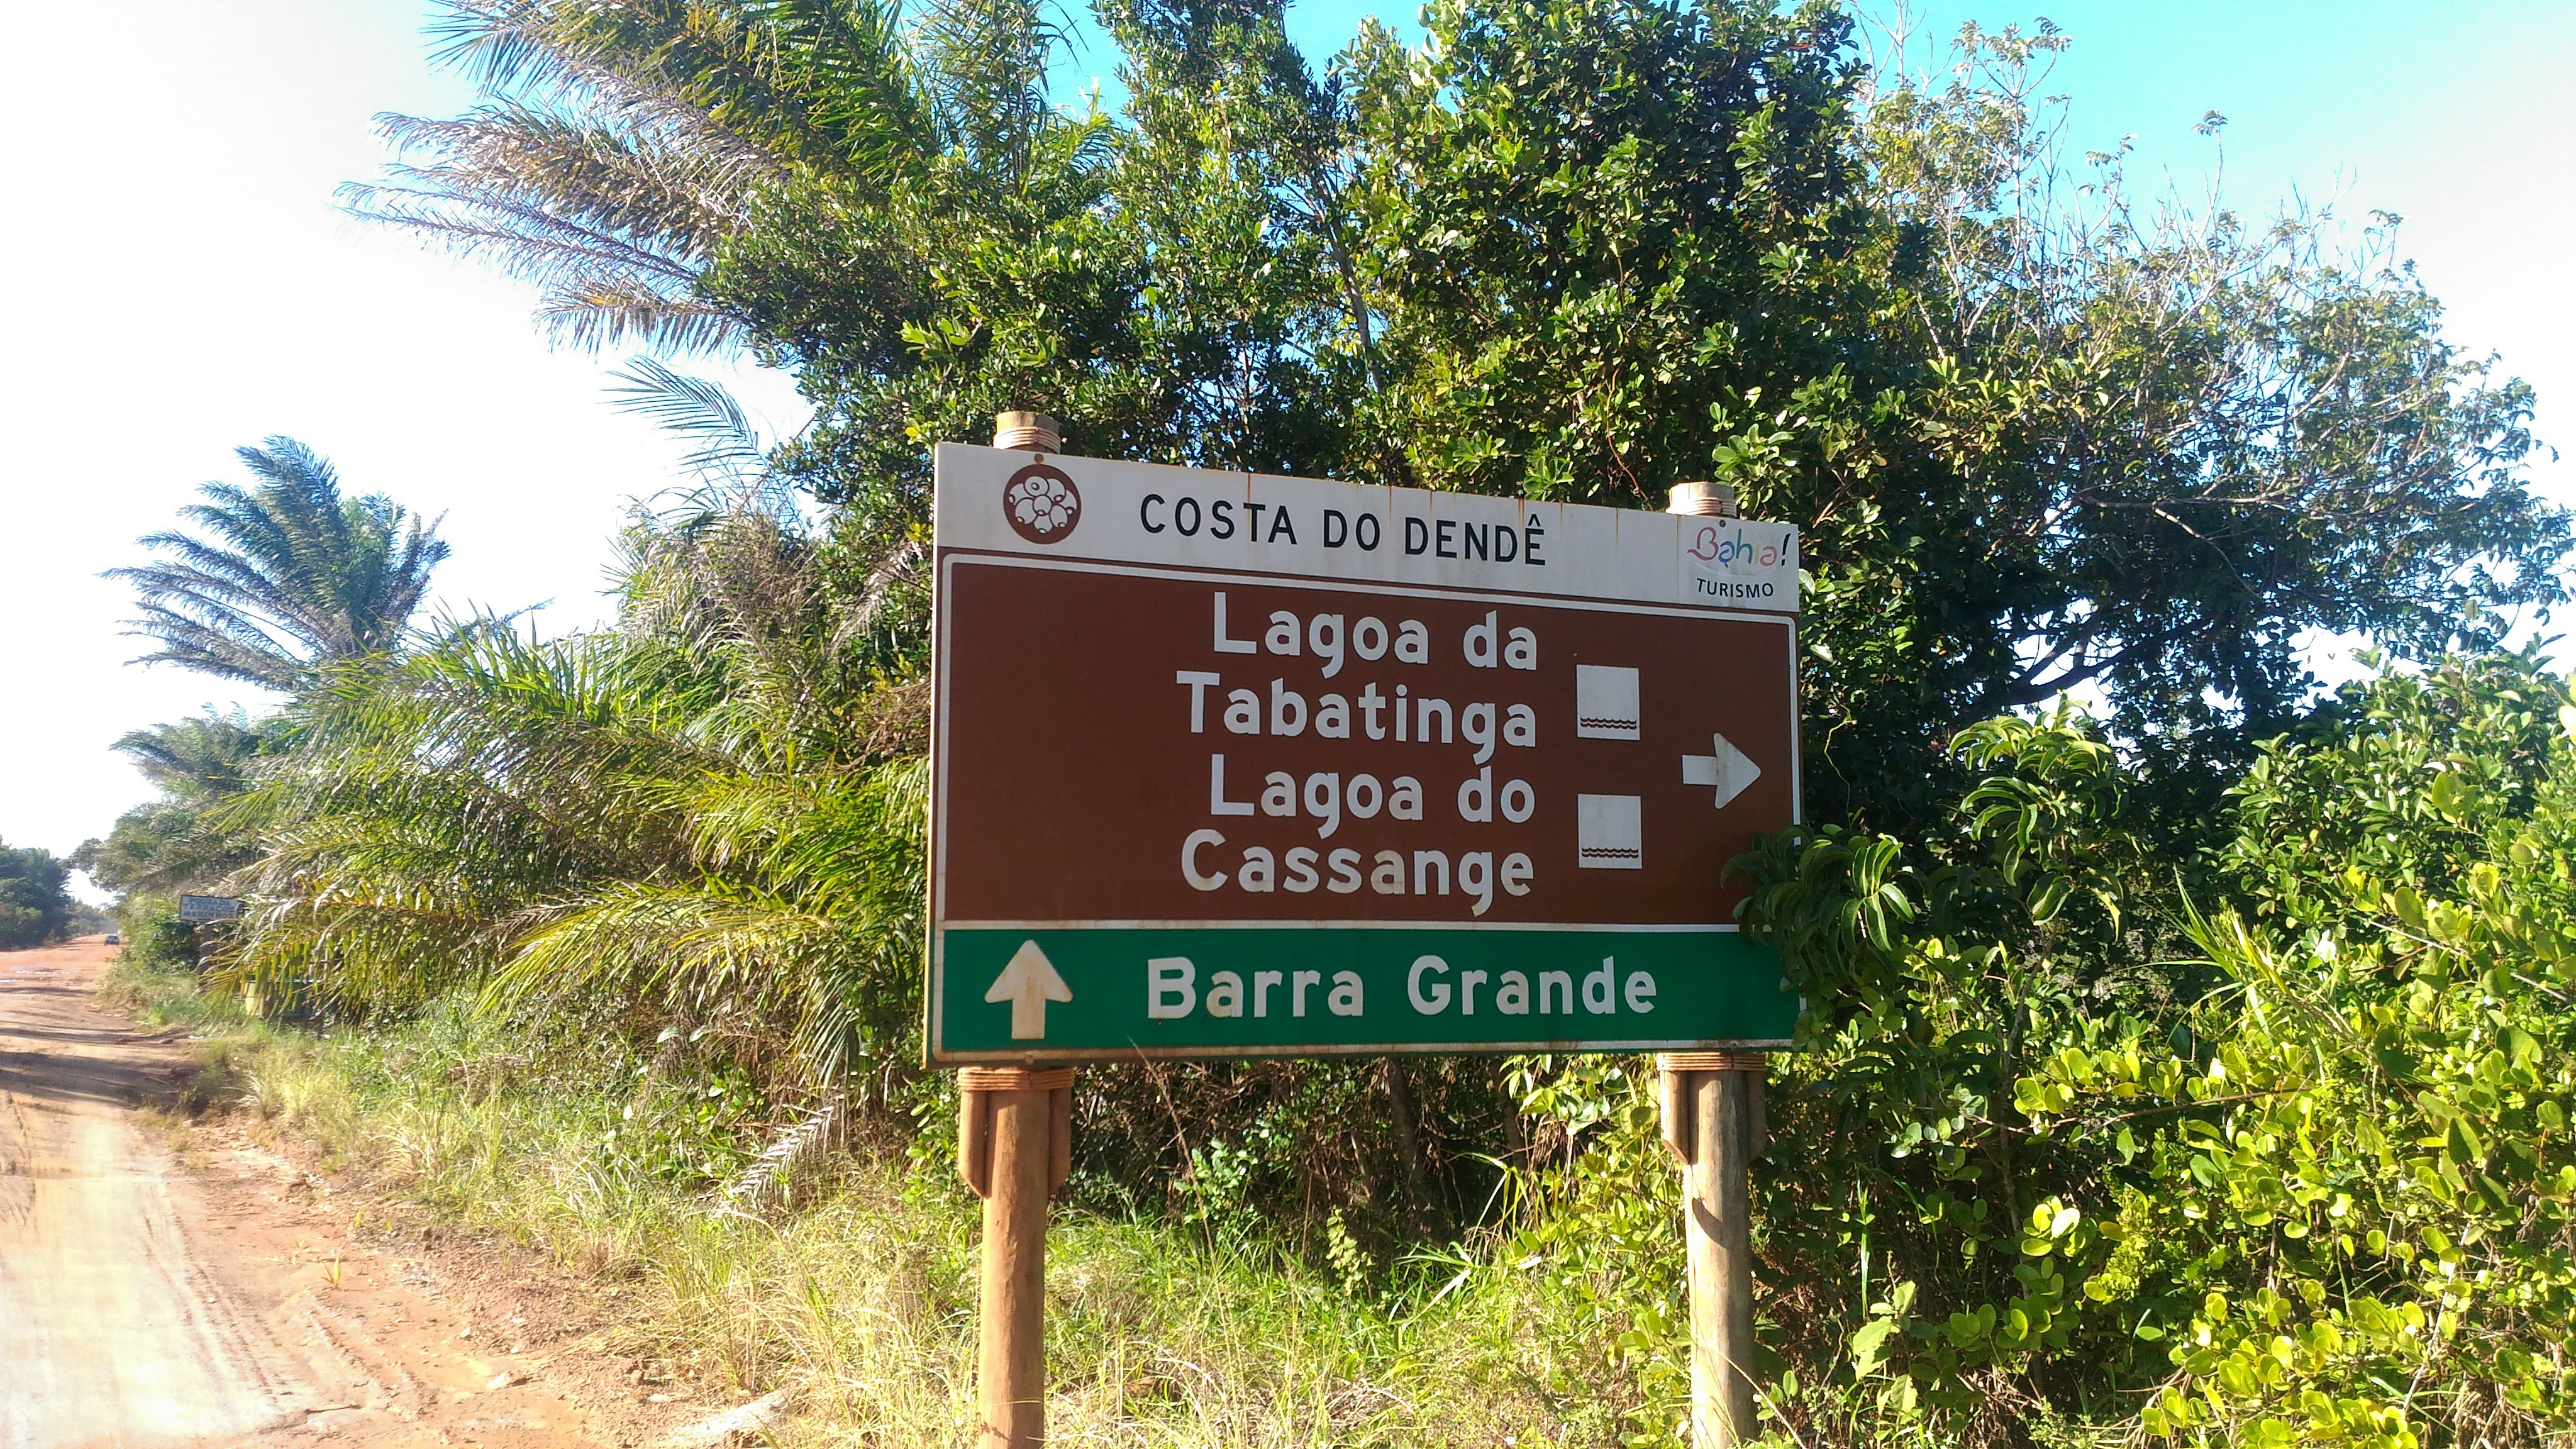 COSTA DO DENDÊ
Bahia!
TURISMO
Lagoa da
Tabatinga
Lagoa do
Cassange
Barra Grande